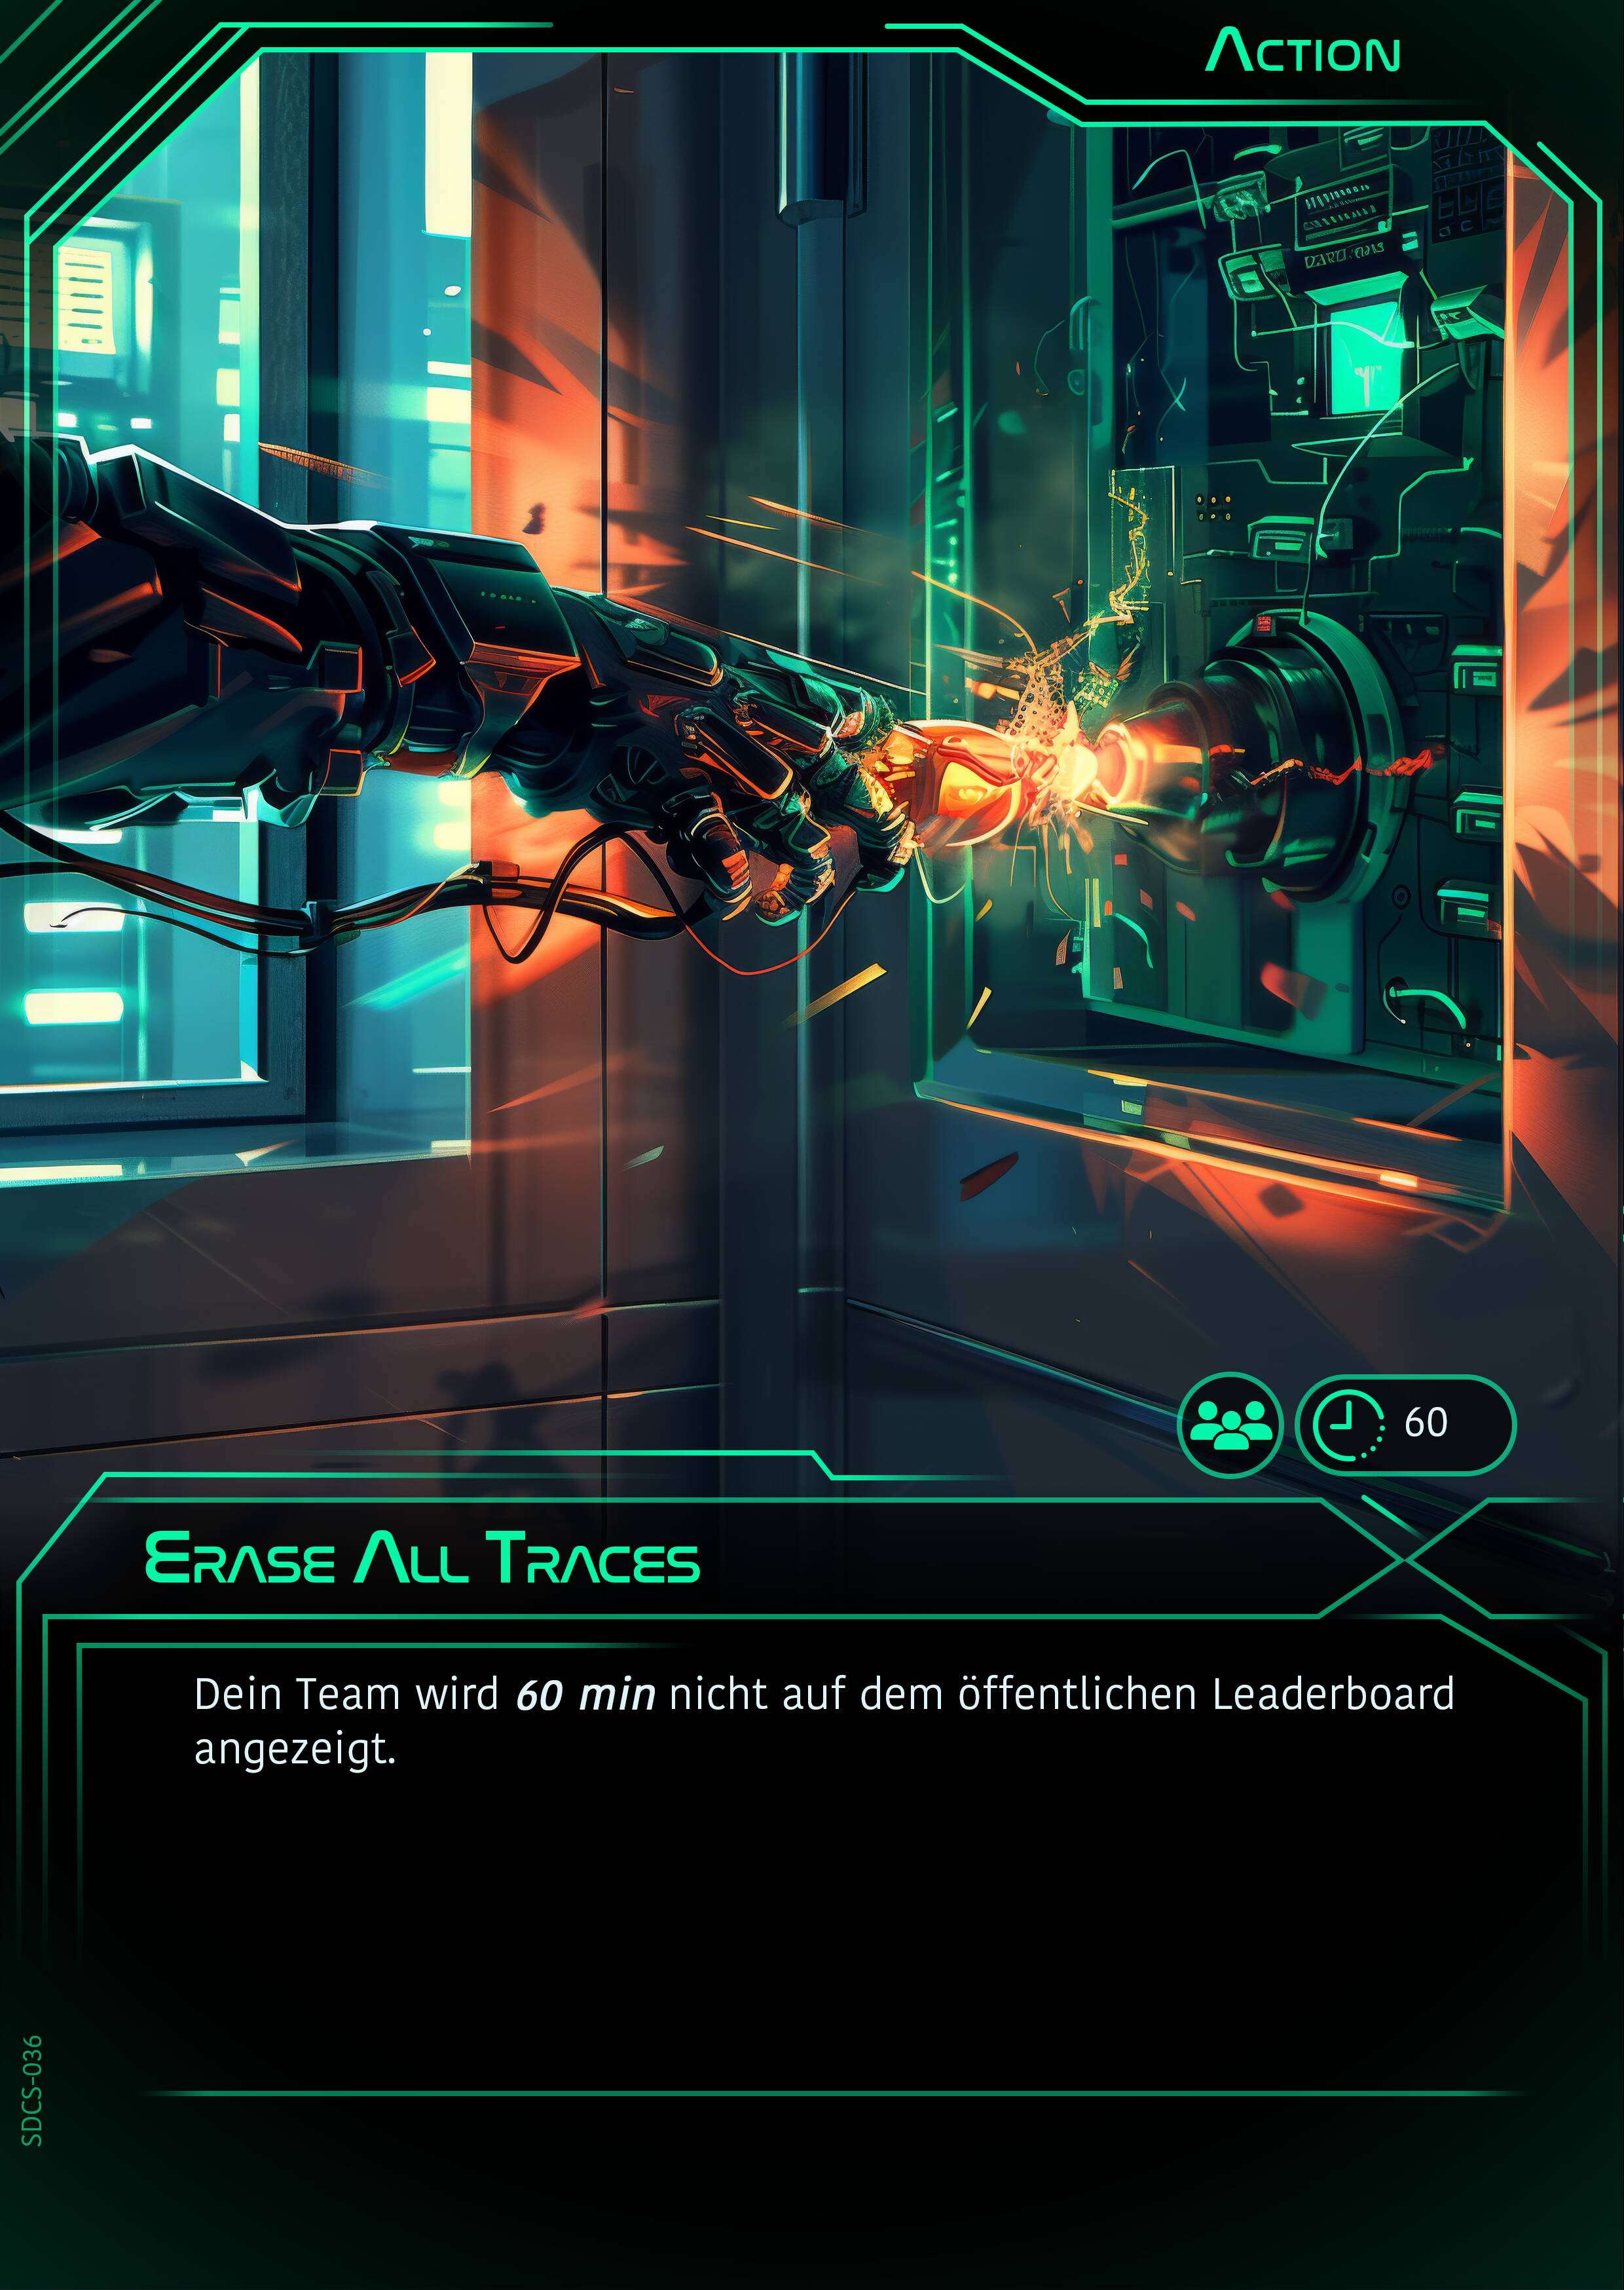 Action
60
Erase All Traces
Dein Team wird 60 min nicht auf dem öffentlichen Leaderboard
angezeigt.
SDCS-036